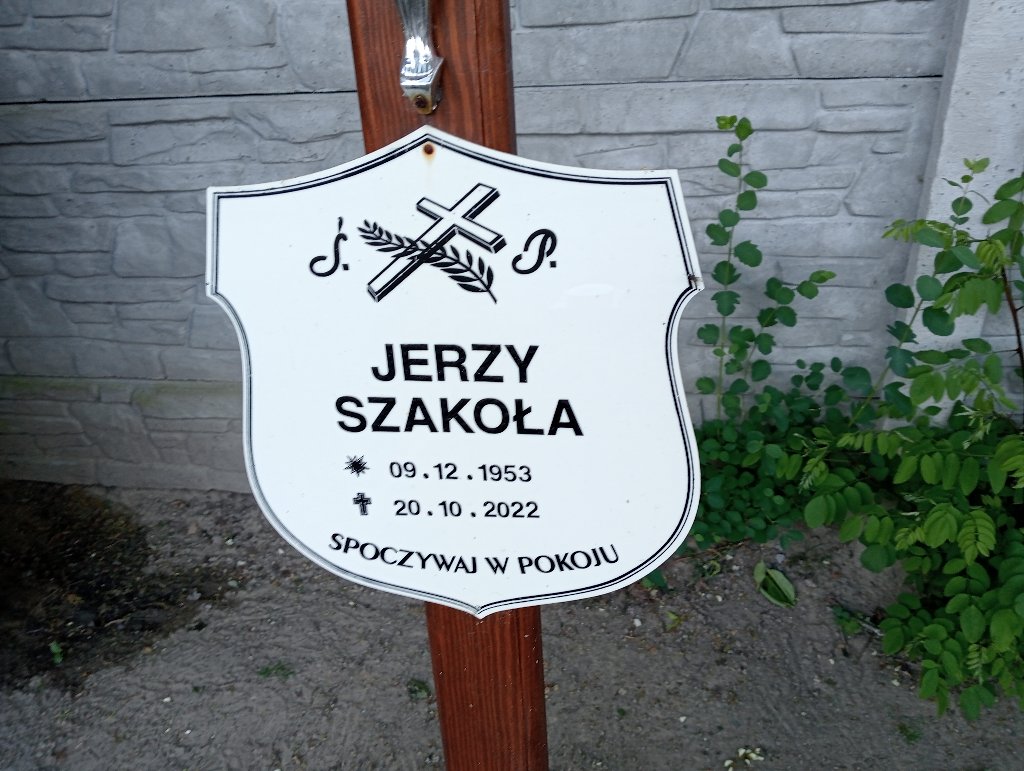 Ś. P.
JERZY
SZAKOŁA
09.12.1953
20.10.2022
SPOCZYWAJ W POKOJU